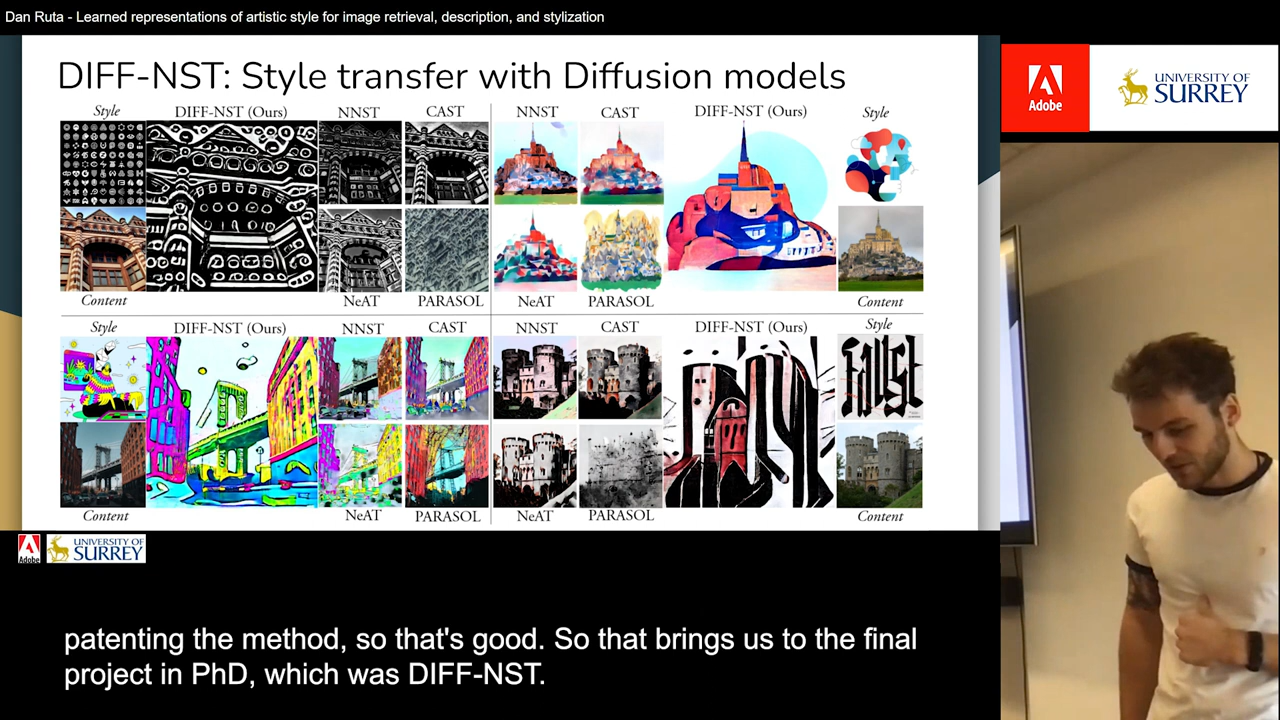 Dan Ruta - Learned representations of artistic style for image retrieval, description, and stylization
DIFF-NST: Style transfer with Diffusion models
Style DIFF-NST (Ours) NNST CAST NNST CAST DIFF-NST (Ours) Style
Content NeAT PARASOL NeAT PARASOL Content
Style DIFF-NST (Ours) NNST CAST NNST CAST DIFF-NST (Ours) Style
Faust
Content NeAT PARASOL NeAT PARASOL Content
Adobe
UNIVERSITY OF
SURREY
Adobe
UNIVERSITY OF
SURREY
patenting the method, so that's good. So that brings us to the final
project in PhD, which was DIFF-NST.